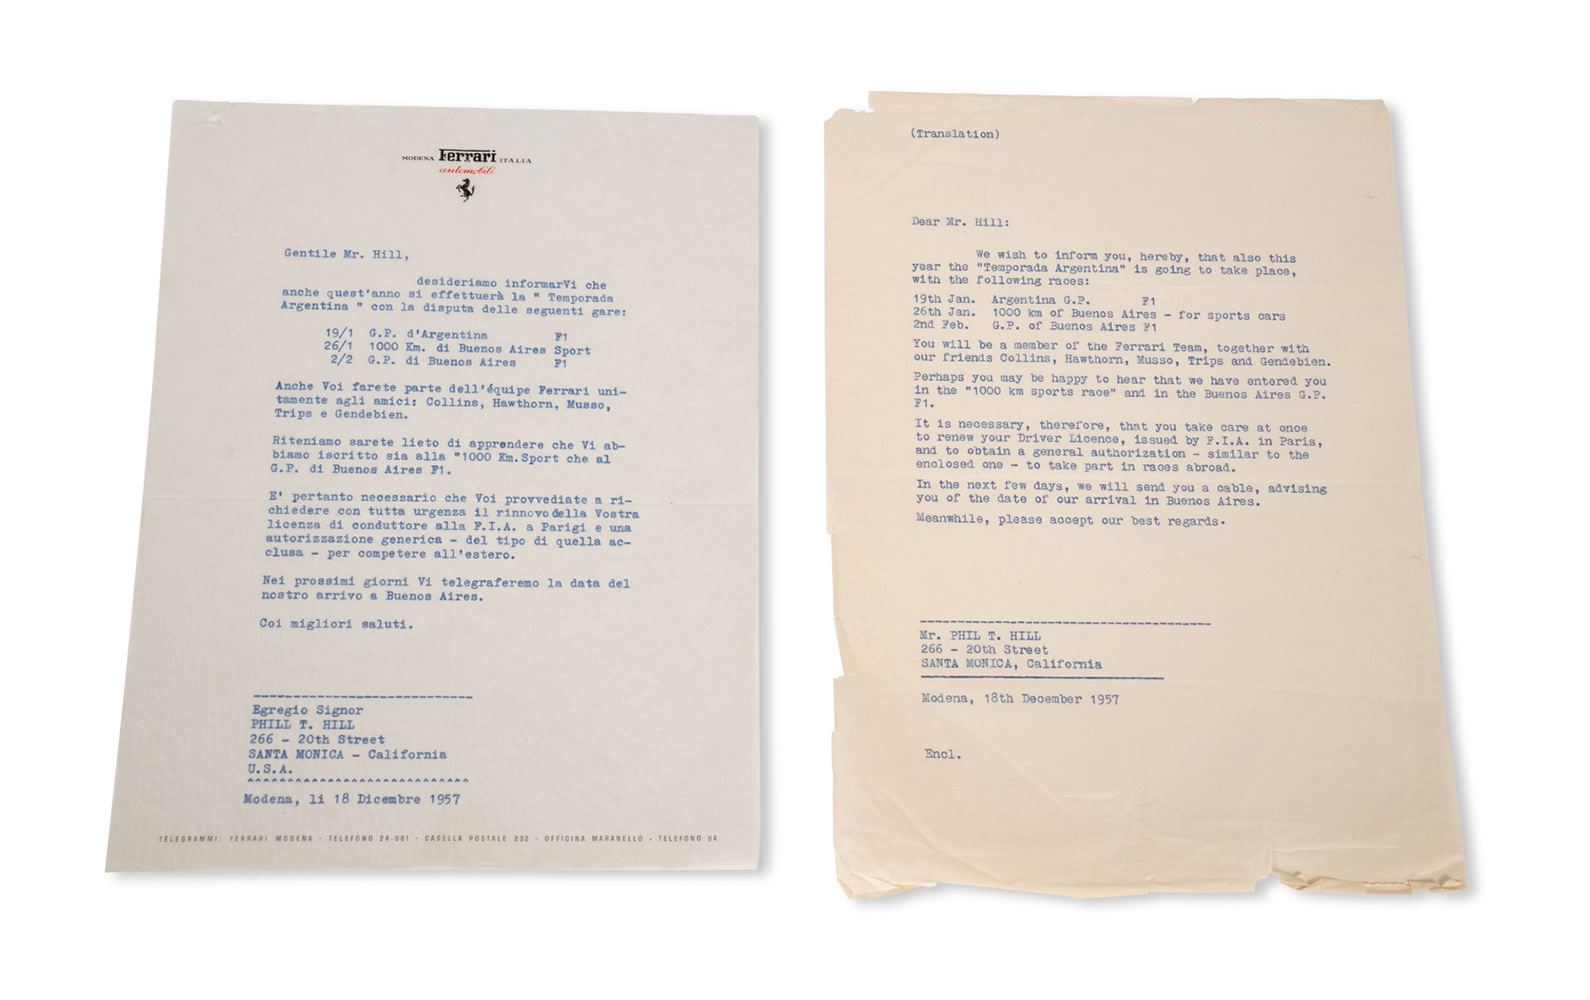 MODENA Ferrari ITALIA
automobili
Gentile Mr. Hill,
desideriamo informarVi che
anche quest'anno si effettuerà la " Temporada
Argentina " con la disputa delle seguenti gare:
19/1 G.P. d'Argentina F1
26/1 1000 Km. di Buenos Aires Sport
2/2 G.P. di Buenos Aires F1
Anche Voi farete parte dell'équipe Ferrari uni-
tamente agli amici: Collins, Hawthorn, Musso,
Trips e Gendebien.
Riteniamo sarete lieto di apprendere che Vi ab-
biamo iscritto sia alla "1000 Km.Sport che al
G.P. di Buenos Aires F1.
E' pertanto necessario che Voi provvediate a ri-
chiedere con tutta urgenza il rinnovo della Vostra
licenza di conduttore alla F.I.A. a Parigi e una
autorizzazione generica - del tipo di quella ac-
clusa - per competere all'estero.
Nei prossimi giorni Vi telegraferemo la data del
nostro arrivo a Buenos Aires.
Coi migliori saluti.
Egregio Signor
PHILL T. HILL
266 - 20th Street
SANTA MONICA - California
U.S.A.
Modena, li 18 Dicembre 1957
TELEGRAMMI: FERRARI MODENA - TELEFONO 24-081 - CASELLA POSTALE 232 - OFFICINA MARANELLO - TELEFONO 94
(Translation)
Dear Mr. Hill:
We wish to inform you, hereby, that also this
year the "Temporada Argentina" is going to take place,
with the following races:
19th Jan. Argentina G.P. F1
26th Jan. 1000 km of Buenos Aires - for sports cars
2nd Feb. G.P. of Buenos Aires F1
You will be a member of the Ferrari Team, together with
our friends Collins, Hawthorn, Musso, Trips and Gendebien.
Perhaps you may be happy to hear that we have entered you
in the "1000 km sports race" and in the Buenos Aires G.P.
F1.
It is necessary, therefore, that you take care at once
to renew your Driver Licence, issued by F.I.A. in Paris,
and to obtain a general authorization - similar to the
enclosed one - to take part in races abroad.
In the next few days, we will send you a cable, advising
you of the date of our arrival in Buenos Aires.
Meanwhile, please accept our best regards.
Mr. PHIL T. HILL
266 - 20th Street
SANTA MONICA, California
Modena, 18th December 1957
Encl.